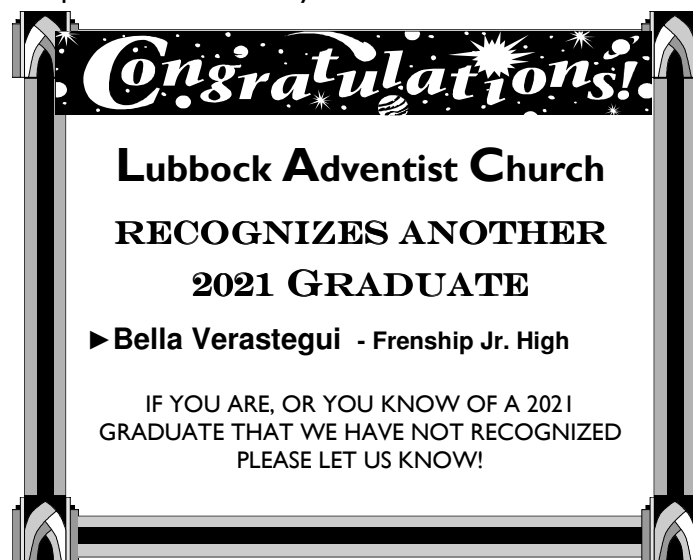 Congratulations!
Lubbock Adventist Church
RECOGNIZES ANOTHER
2021 GRADUATE
►Bella Verastegui - Frenship Jr. High
IF YOU ARE, OR YOU KNOW OF A 2021
GRADUATE THAT WE HAVE NOT RECOGNIZED
PLEASE LET US KNOW!